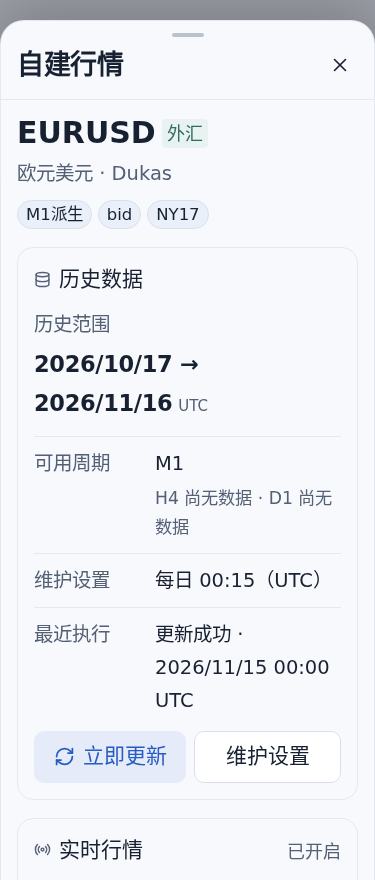 自建行情
EURUSD 外汇
欧元美元 · Dukas
M1派生 bid NY17
历史数据
历史范围
2026/10/17 →
2026/11/16 UTC
可用周期 M1
H4 尚无数据 · D1 尚无
数据
维护设置 每日 00:15（UTC）
最近执行 更新成功 ·
2026/11/15 00:00
UTC
立即更新 维护设置
实时行情 已开启